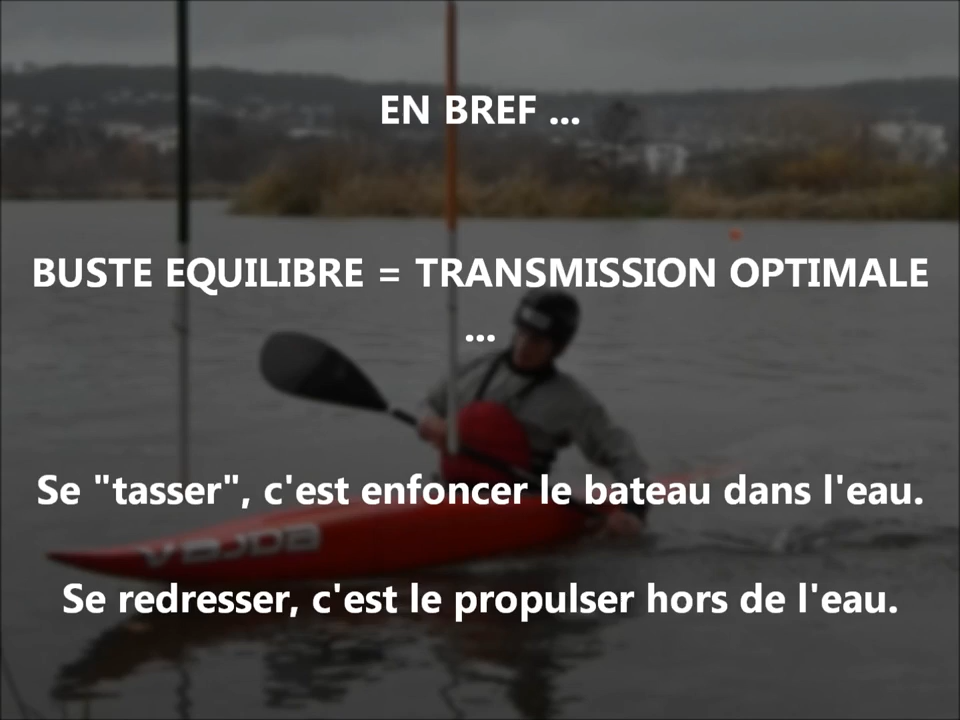 EN BREF ...
BUSTE EQUILIBRE = TRANSMISSION OPTIMALE
...
Se "tasser", c'est enfoncer le bateau dans l'eau.
VAJDA
Se redresser, c'est le propulser hors de l'eau.